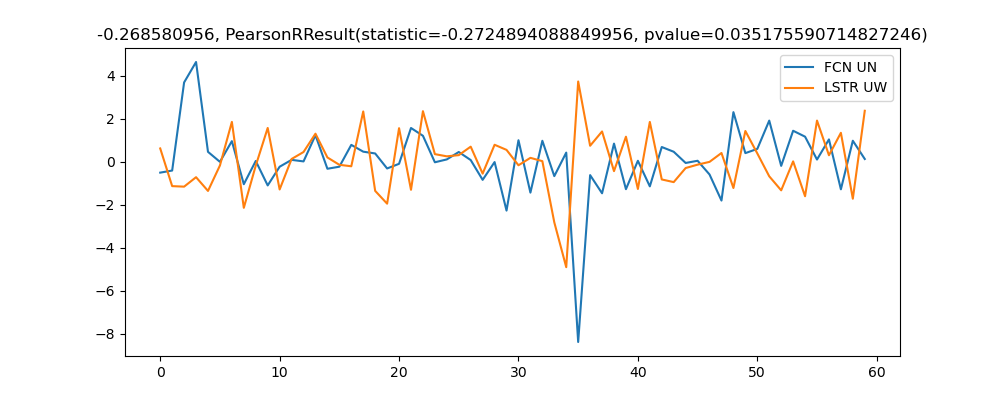 -0.268580956, PearsonRResult(statistic=-0.2724894088849956, pvalue=0.035175590714827246)
FCN UN
LSTR UW
4
2
0
−2
−4
−6
−8
0 10 20 30 40 50 60